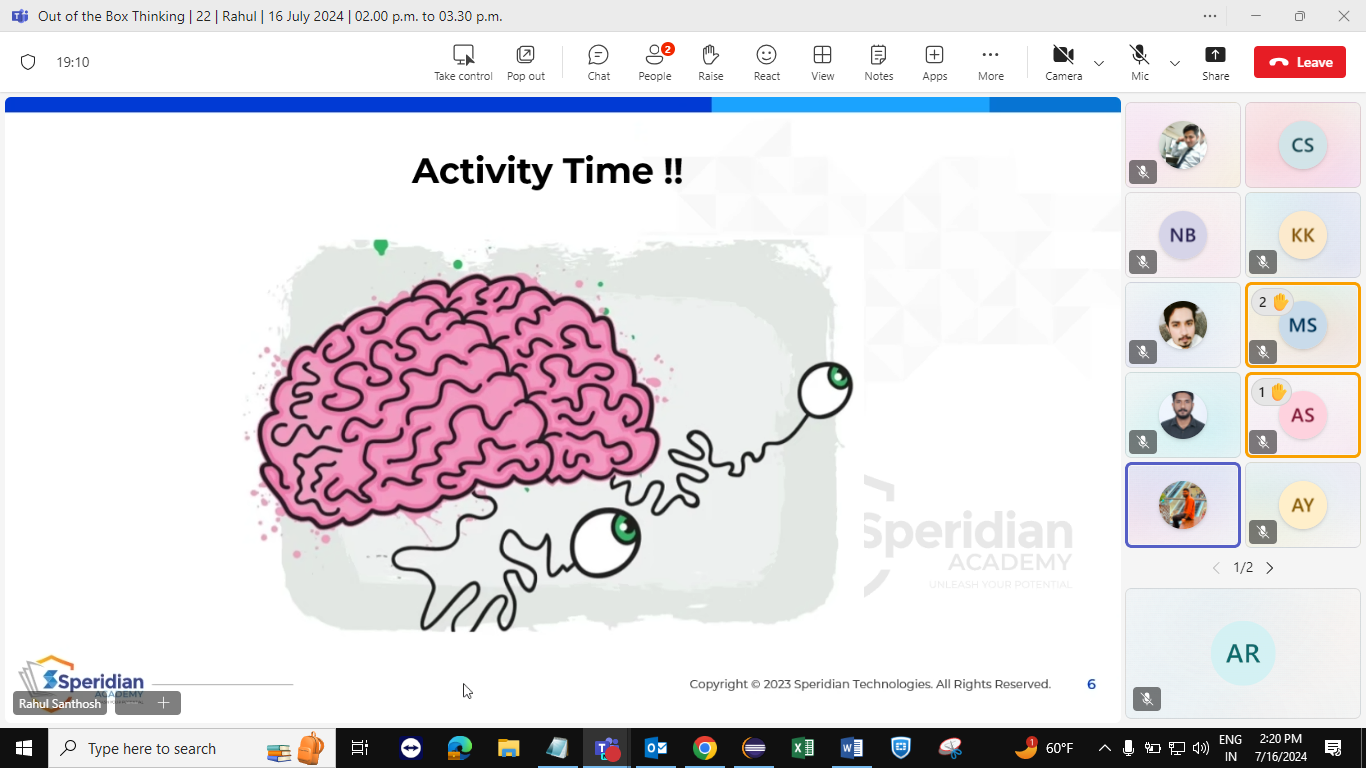 Out of the Box Thinking | 22 | Rahul | 16 July 2024 | 02.00 p.m. to 03.30 p.m.
19:10
Take control
Pop out
Chat
2
People
Raise
React
View
Notes
Apps
More
Camera
Mic
Share
Leave
Activity Time !!
CS
NB
KK
2
MS
1
AS
AY
1/2
AR
Speridian
ACADEMY
UNLEASH YOUR POTENTIAL
Speridian
ACADEMY
Rahul Santhosh
Copyright © 2023 Speridian Technologies. All Rights Reserved.
6
Type here to search
60°F
ENG
IN
2:20 PM
7/16/2024